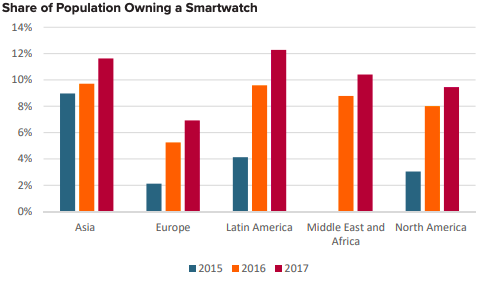 Share of Population Owning a Smartwatch
14%
12%
10%
8%
6%
4%
2%
0%
Asia
Europe
Latin America
Middle East and
Africa
North America
2015
2016
2017